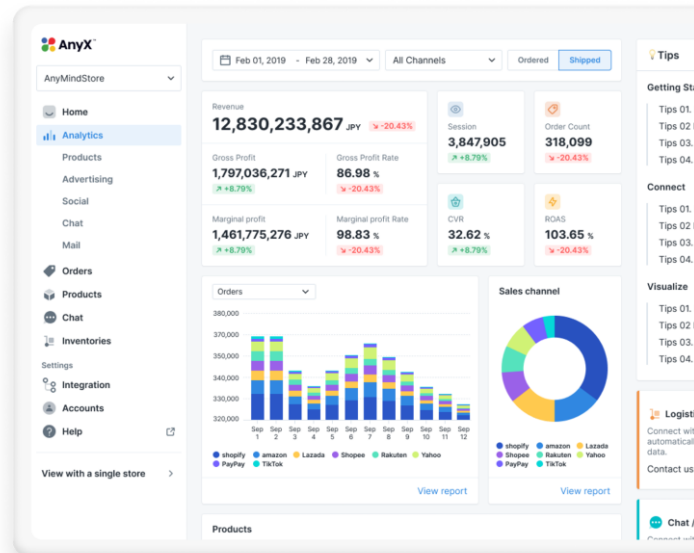 AnyX
AnyMindStore
Home
Analytics
Products
Advertising
Social
Chat
Mail
Orders
Products
Chat
Inventories
Settings
Integration
Accounts
Help
View with a single store
Feb 01, 2019 - Feb 28, 2019
All Channels
Ordered
Shipped
Revenue
12,830,233,867 JPY -20.43%
Gross Profit
1,797,036,271 JPY
+8.79%
Gross Profit Rate
86.98 %
-20.43%
Marginal profit
1,461,775,276 JPY
+8.79%
Marginal profit Rate
98.83 %
-20.43%
Session
3,847,905
+8.79%
Order Count
318,099
-20.43%
CVR
32.62 %
+8.79%
ROAS
103.65 %
-20.43%
Orders
380,000
370,000
350,000
340,000
330,000
320,000
Sep Sep Sep Sep Sep Sep Sep Sep Sep Sep Sep Sep
1 2 3 4 5 6 7 8 9 10 11 12
shopify amazon Lazada Shopee Rakuten Yahoo
PayPay TikTok
View report
Sales channel
shopify amazon Lazada
Shopee Rakuten Yahoo
PayPay TikTok
View report
Products
Tips
Getting Sta
Tips 01.
Tips 02
Tips 03.
Tips 04.
Connect
Tips 01.
Tips 02
Tips 03.
Tips 04.
Visualize
Tips 01.
Tips 02
Tips 03.
Tips 04.
Logisti
Connect wit
automatically
data.
Contact us
Chat /